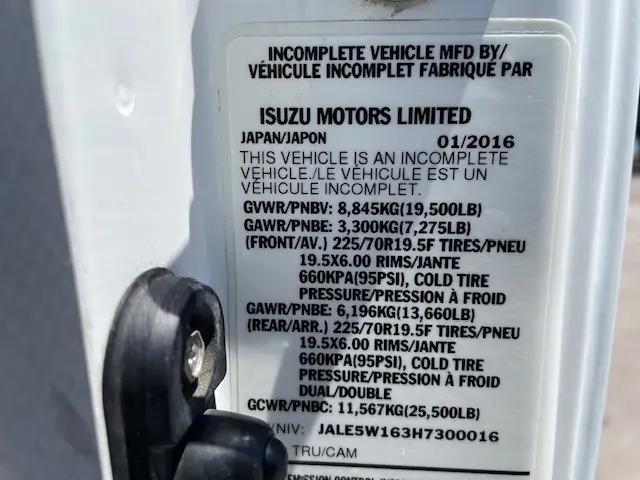 INCOMPLETE VEHICLE MFD BY/
VÉHICULE INCOMPLET FABRIQUÉ PAR
ISUZU MOTORS LIMITED
JAPAN/JAPON 01/2016
THIS VEHICLE IS AN INCOMPLETE
VEHICLE./LE VÉHICULE EST UN
VÉHICULE INCOMPLET.
GVWR/PNBV: 8,845KG(19,500LB)
GAWR/PNBE: 3,300KG(7,275LB)
(FRONT/AV.) 225/70R19.5F TIRES/PNEU
19.5X6.00 RIMS/JANTE
660KPA(95PSI), COLD TIRE
PRESSURE/PRESSION À FROID
GAWR/PNBE: 6,196KG(13,660LB)
(REAR/ARR.) 225/70R19.5F TIRES/PNEU
19.5X6.00 RIMS/JANTE
660KPA(95PSI), COLD TIRE
PRESSURE/PRESSION À FROID
DUAL/DOUBLE
GCWR/PNBC: 11,567KG(25,500LB)
/NIV: JALE5W163H7300016
TRU/CAM